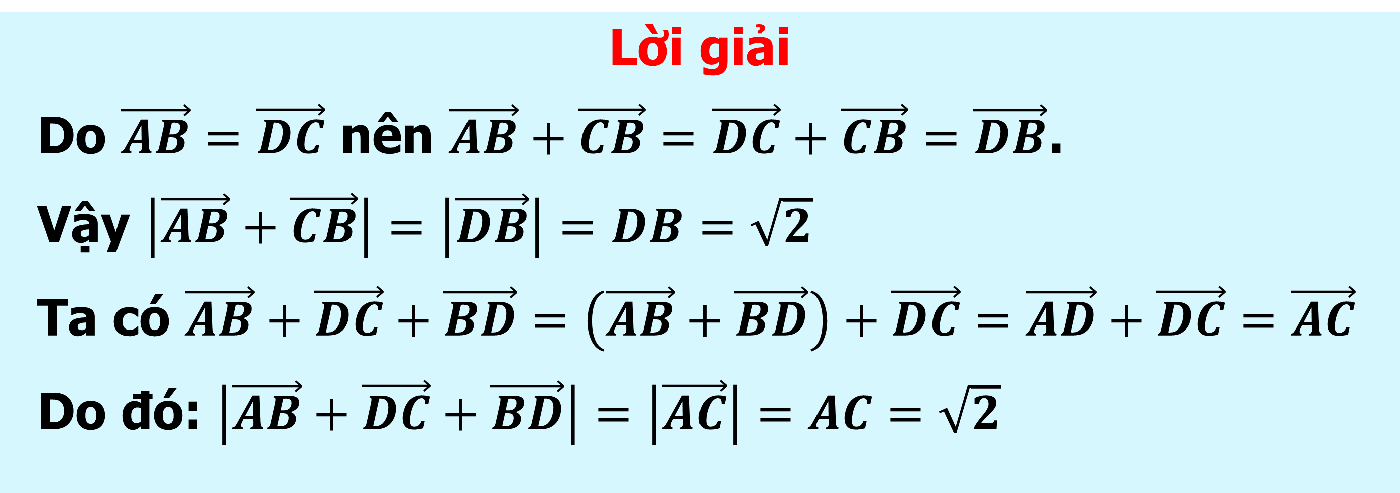 Lời giải
Do $\overrightarrow{AB} = \overrightarrow{DC}$ nên $\overrightarrow{AB} + \overrightarrow{CB} = \overrightarrow{DC} + \overrightarrow{CB} = \overrightarrow{DB}$.
Vậy $|\overrightarrow{AB} + \overrightarrow{CB}| = |\overrightarrow{DB}| = DB = \sqrt{2}$
Ta có $\overrightarrow{AB} + \overrightarrow{DC} + \overrightarrow{BD} = (\overrightarrow{AB} + \overrightarrow{BD}) + \overrightarrow{DC} = \overrightarrow{AD} + \overrightarrow{DC} = \overrightarrow{AC}$
Do đó: $|\overrightarrow{AB} + \overrightarrow{DC} + \overrightarrow{BD}| = |\overrightarrow{AC}| = AC = \sqrt{2}$